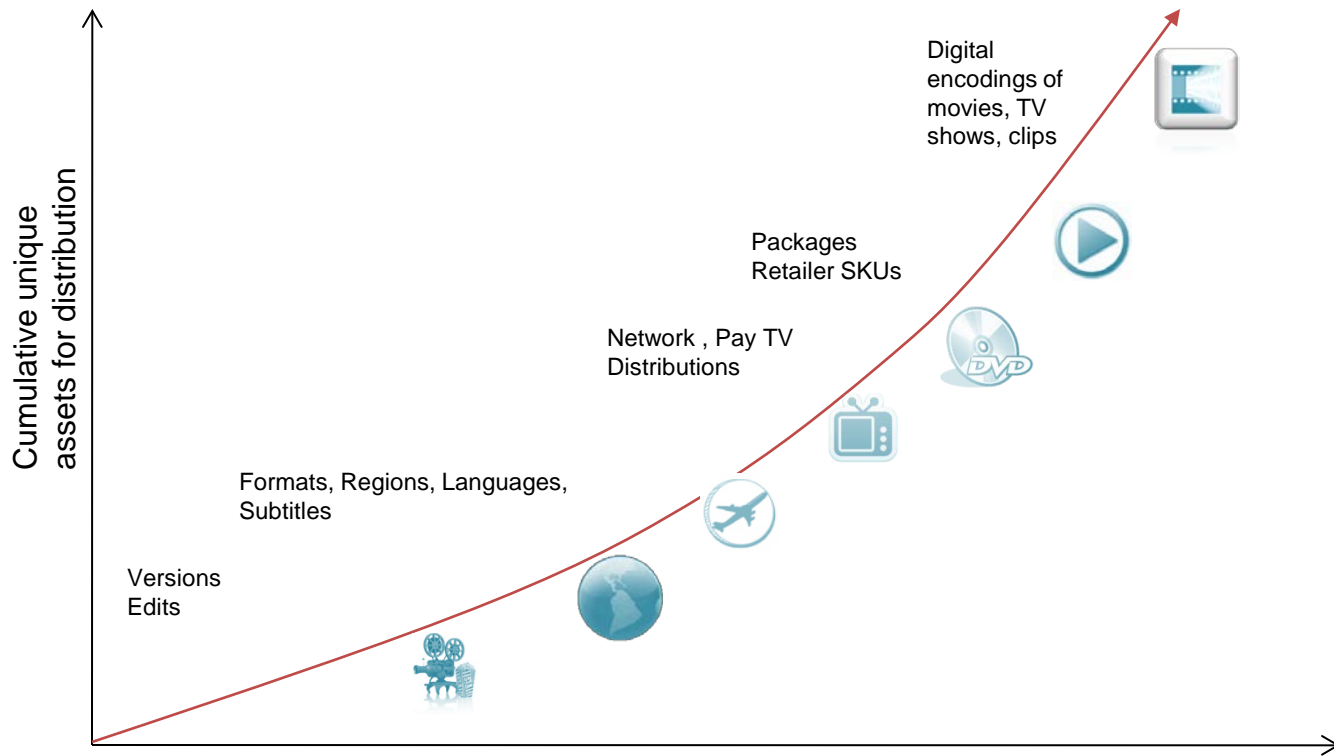 Digital
encodings of
movies, TV
shows, clips
Packages
Retailer SKUs
Network , Pay TV
Distributions
Formats, Regions, Languages,
Subtitles
Versions
Edits
Cumulative unique
assets for distribution
DVD